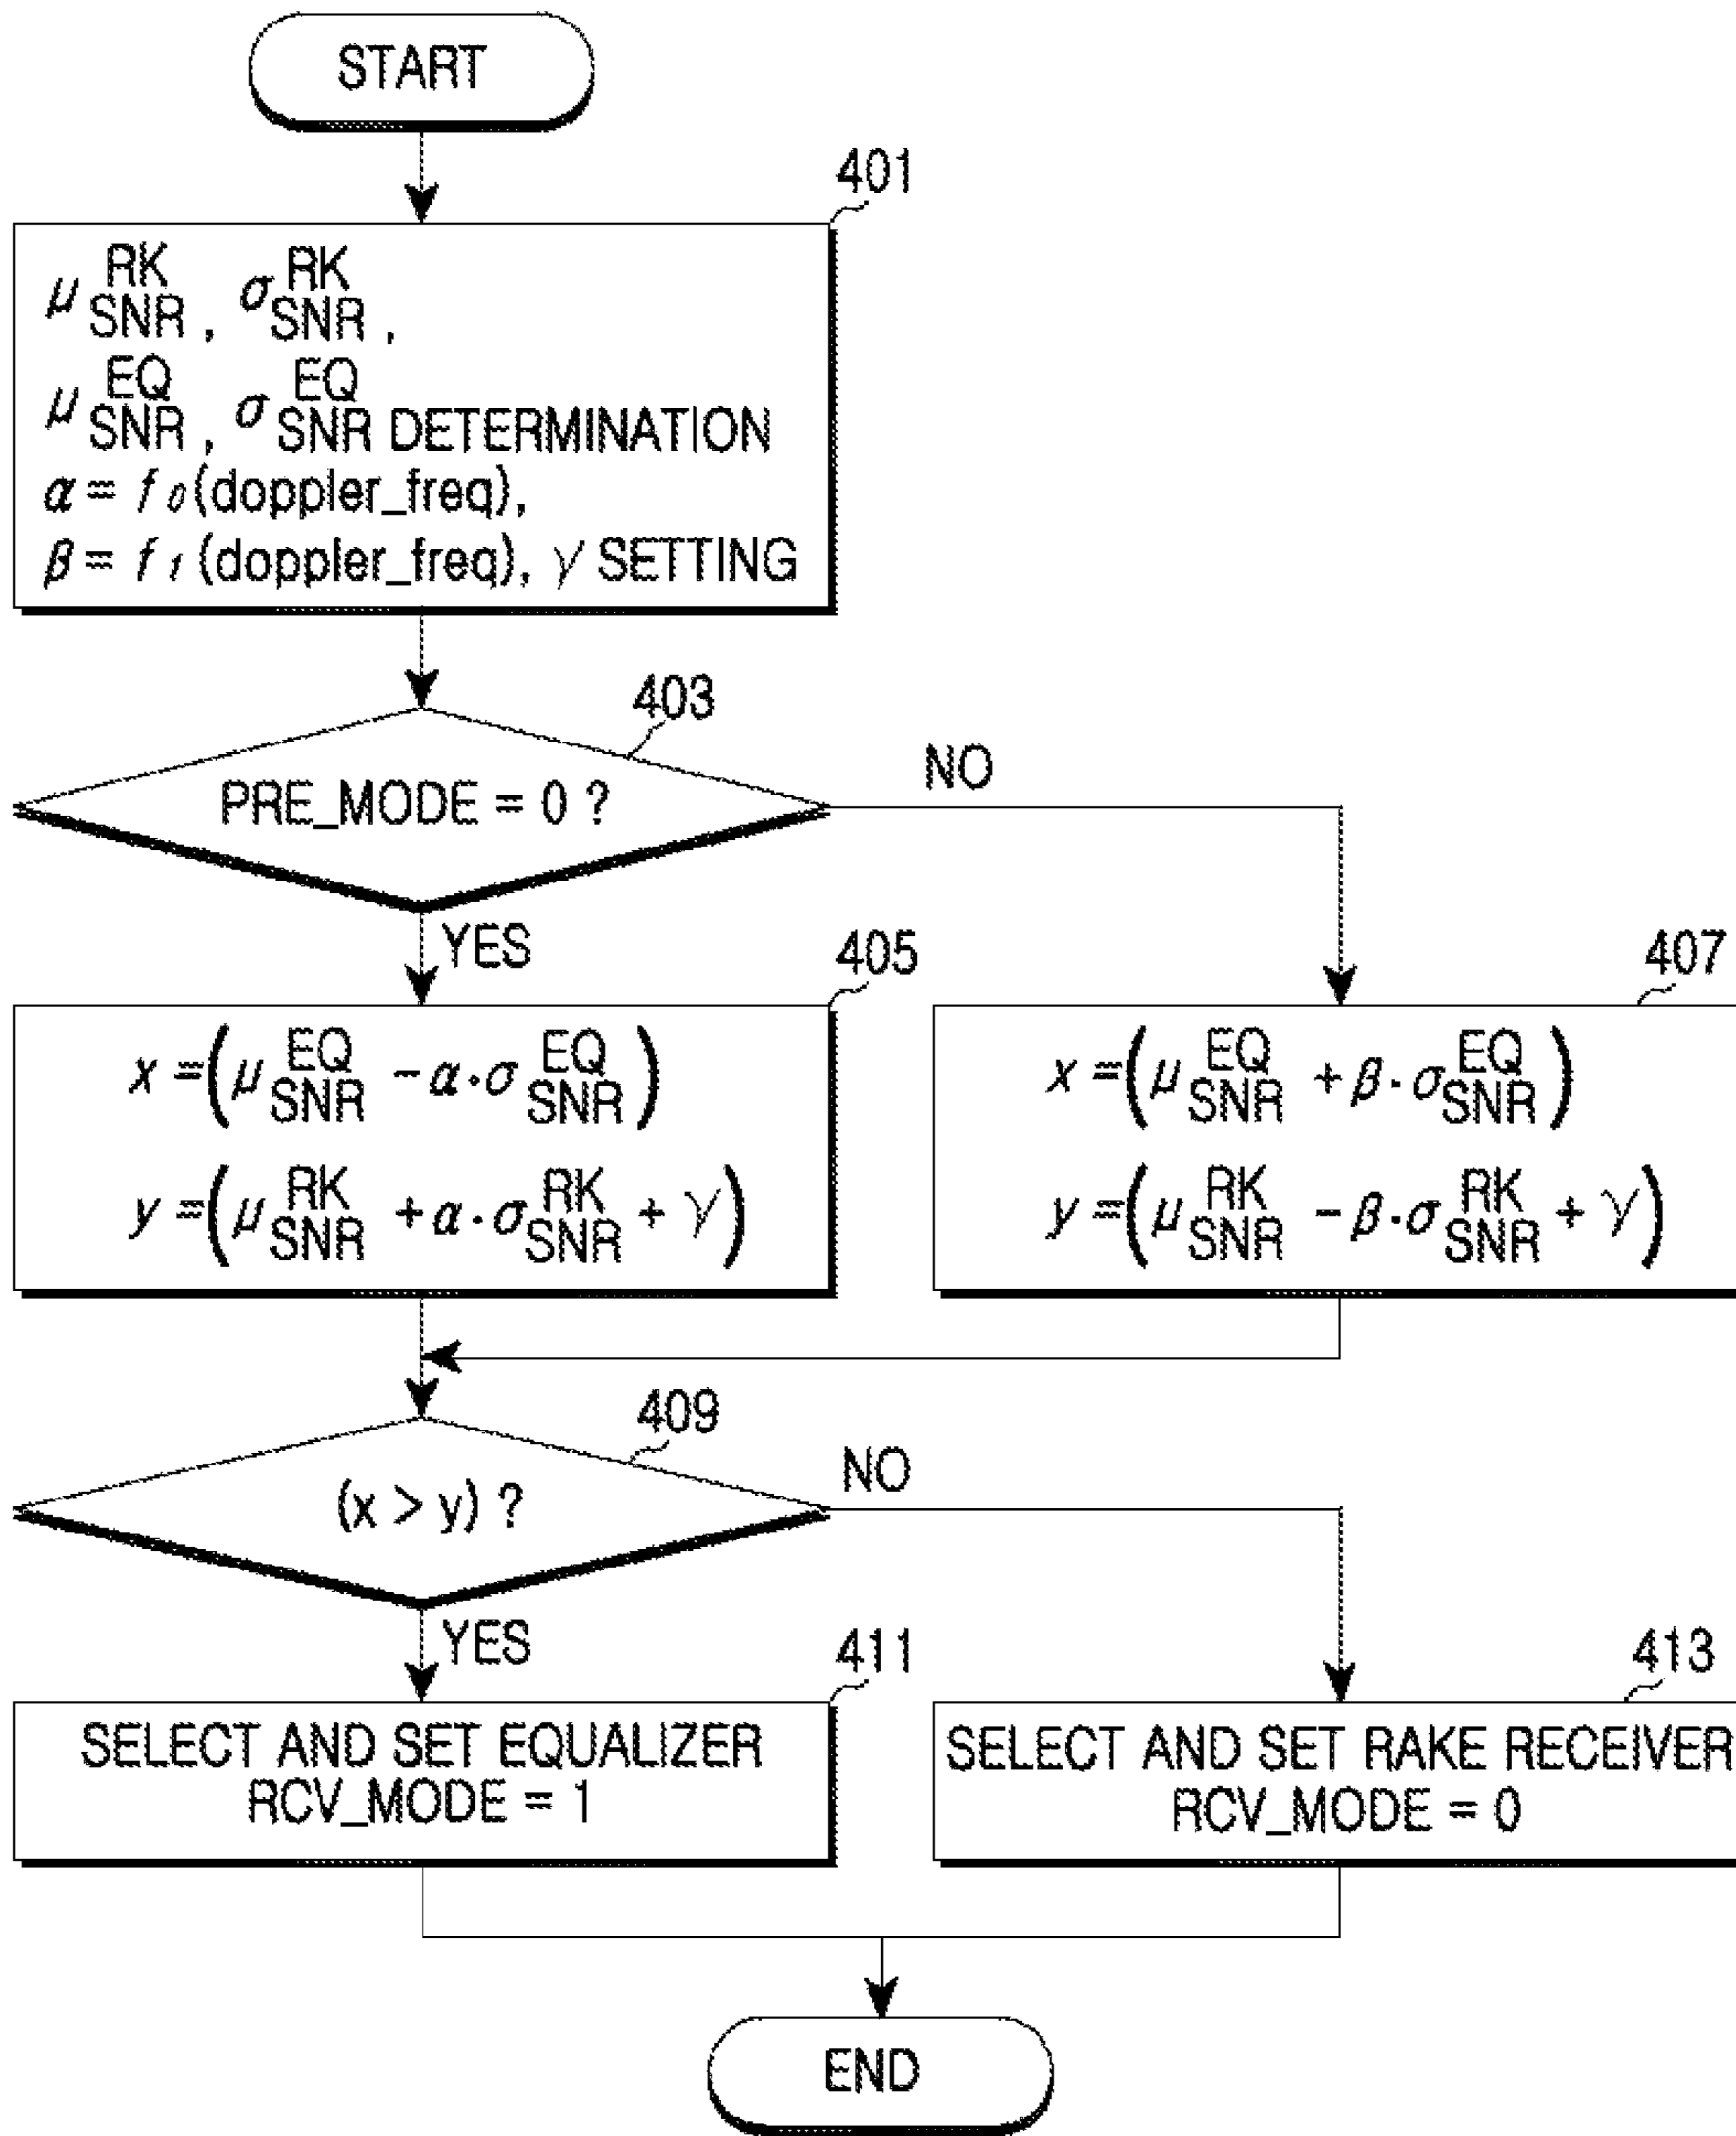 START
401
μ RK SNR , σ RK SNR ,
μ EQ SNR , σ EQ SNR DETERMINATION
α = f 0 (doppler_freq),
β = f 1 (doppler_freq), γ SETTING
403
PRE_MODE = 0 ?
NO
YES
405
x =(μ EQ SNR - α · σ EQ SNR)
y =(μ RK SNR + α · σ RK SNR + γ)
407
x =(μ EQ SNR + β · σ EQ SNR)
y =(μ RK SNR - β · σ RK SNR + γ)
409
(x > y) ?
NO
YES
411
SELECT AND SET EQUALIZER
RCV_MODE = 1
413
SELECT AND SET RAKE RECEIVER
RCV_MODE = 0
END